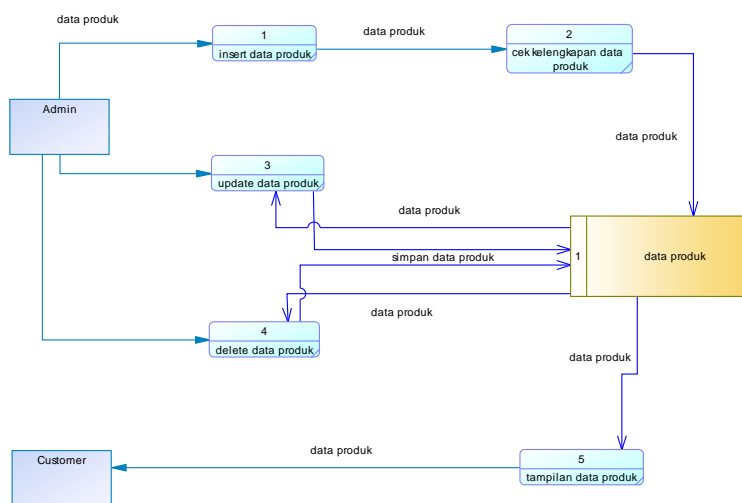 data produk
1
insert data produk
data produk
2
cek kelengkapan data
produk
Admin
data produk
3
update data produk
data produk
1
data produk
simpan data produk
data produk
4
delete data produk
data produk
Customer
data produk
5
tampilan data produk